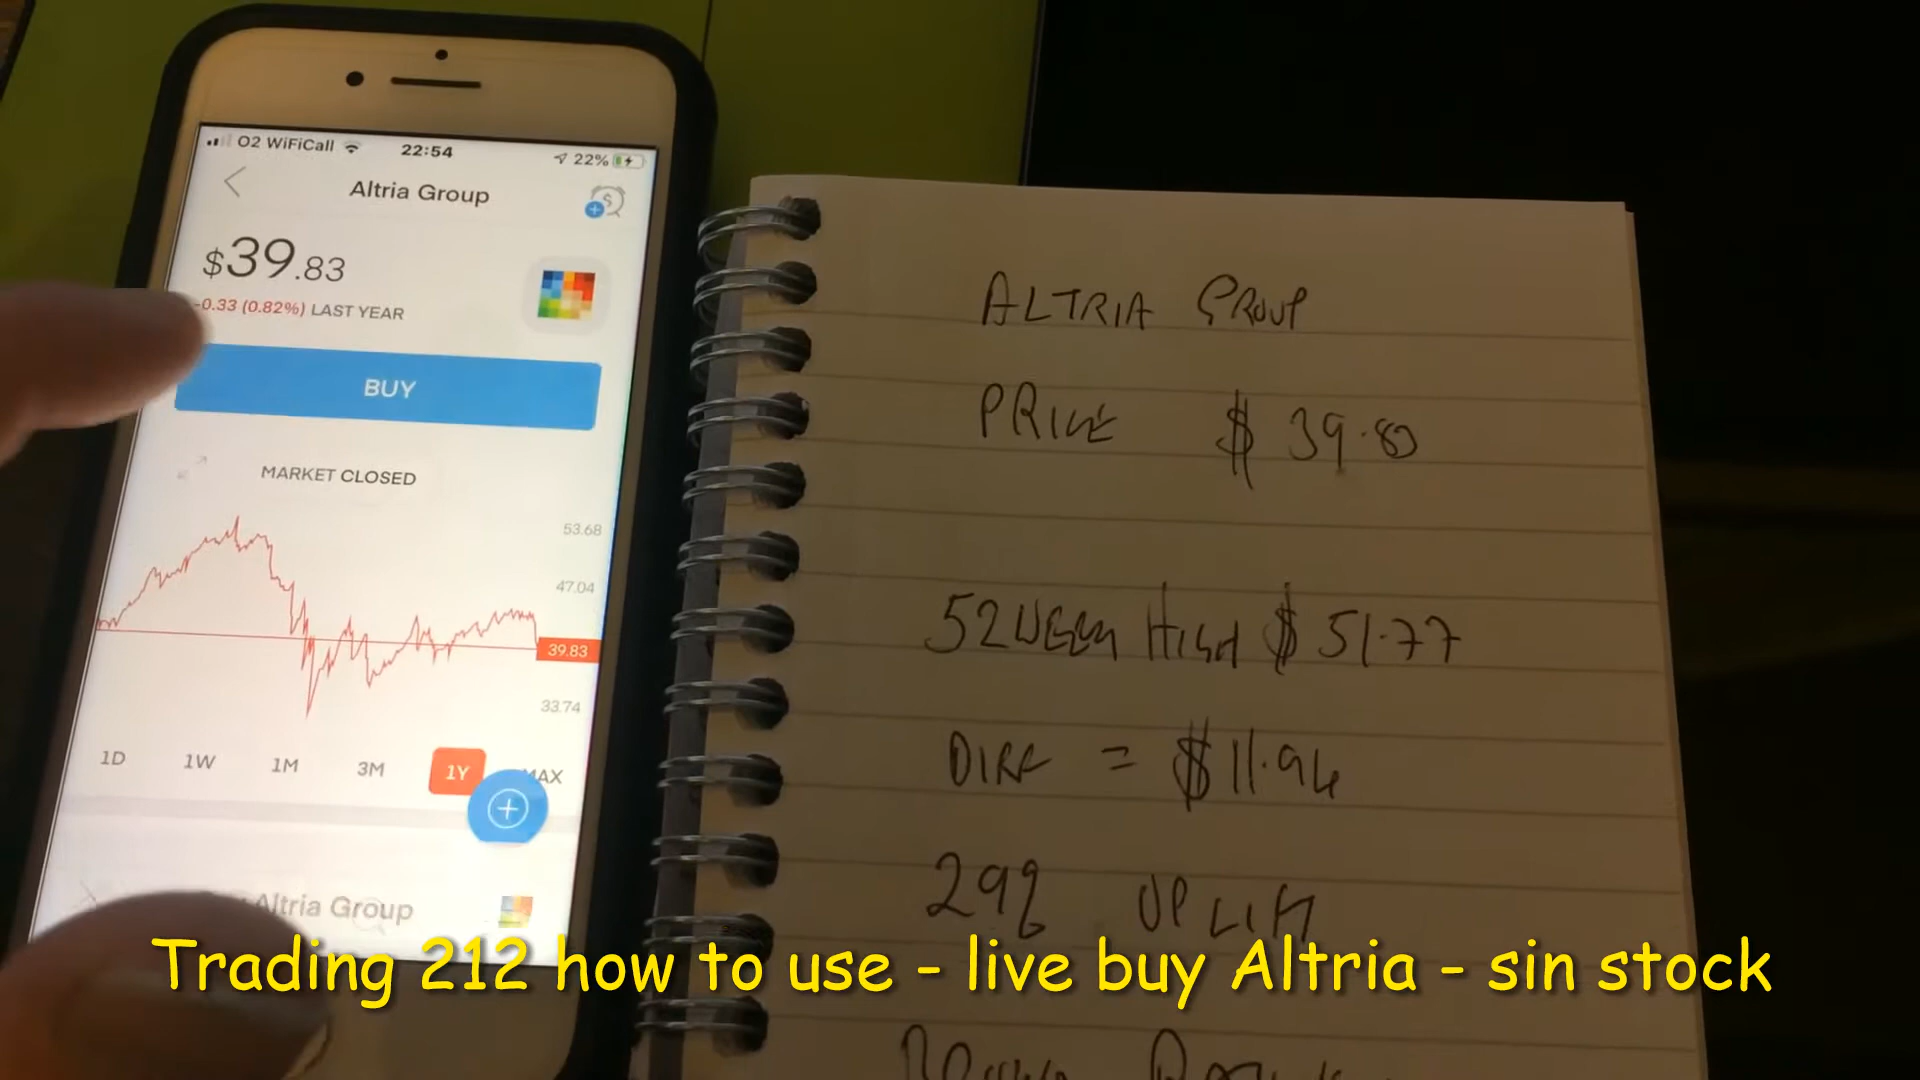 O2 WiFiCall 22:54 22%
Altria Group
$39.83
-0.33 (0.82%) LAST YEAR
BUY
MARKET CLOSED
53.68
47.04
39.83
33.74
1D 1W 1M 3M 1Y MAX
Altria Group
ALTRIA GROUP
PRICE $ 39.83
52 WEEK HIGH $ 51.77
DIFF = $11.94
29% UPLIFT
Trading 212 how to use - live buy Altria - sin stock